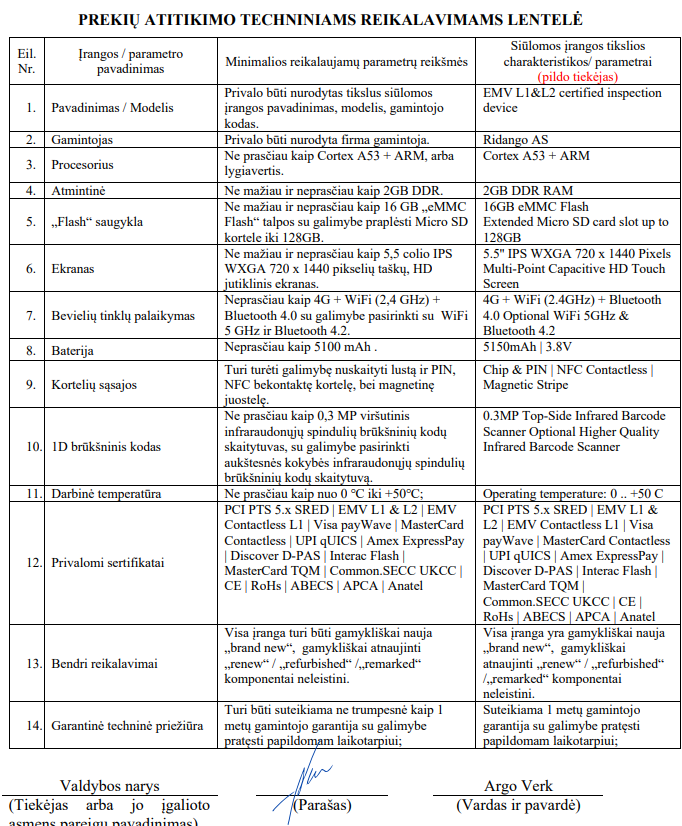 PREKIŲ ATITIKIMO TECHNINIAMS REIKALAVIMAMS LENTELĖ
Eil. Nr.
Įrangos / parametro pavadinimas
Minimalios reikalaujamų parametrų reikšmės
Siūlomos įrangos tikslios charakteristikos/ parametrai
(pildo tiekėjas)
1.
Pavadinimas / Modelis
Privalo būti nurodytas tikslus siūlomos
įrangos pavadinimas, modelis, gamintojo
kodas.
EMV L1&L2 certified inspection
device
2.
Gamintojas
Privalo būti nurodyta firma gamintoja.
Ridango AS
3.
Procesorius
Ne prasčiau kaip Cortex A53 + ARM, arba
lygiavertis.
Cortex A53 + ARM
4.
Atmintinė
Ne mažiau ir neprasčiau kaip 2GB DDR.
2GB DDR RAM
5.
„Flash“ saugykla
Ne mažiau ir neprasčiau kaip 16 GB „eMMC
Flash“ talpos su galimybe praplėsti Micro SD
kortele iki 128GB.
16GB eMMC Flash
Extended Micro SD card slot up to
128GB
6.
Ekranas
Ne mažiau ir neprasčiau kaip 5,5 colio IPS
WXGA 720 x 1440 pikselių taškų, HD
jutiklinis ekranas.
5.5" IPS WXGA 720 x 1440 Pixels
Multi-Point Capacitive HD Touch
Screen
7.
Bevielių tinklų palaikymas
Neprasčiau kaip 4G + WiFi (2,4 GHz) +
Bluetooth 4.0 su galimybe pasirinkti su WiFi
5 GHz ir Bluetooth 4.2.
4G + WiFi (2.4GHz) + Bluetooth
4.0 Optional WiFi 5GHz &
Bluetooth 4.2
8.
Baterija
Neprasčiau kaip 5100 mAh .
5150mAh | 3.8V
9.
Kortelių sąsajos
Turi turėti galimybę nuskaityti lustą ir PIN,
NFC bekontaktę kortelę, bei magnetinę
juostelę.
Chip & PIN | NFC Contactless |
Magnetic Stripe
10.
1D brūkšninis kodas
Ne prasčiau kaip 0,3 MP viršutinis
infraraudonųjų spindulių brūkšninių kodų
skaitytuvas, su galimybe pasirinkti
aukštesnės kokybės infraraudonųjų spindulių
brūkšninių kodų skaitytuvą.
0.3MP Top-Side Infrared Barcode
Scanner Optional Higher Quality
Infrared Barcode Scanner
11.
Darbinė temperatūra
Ne prasčiau kaip nuo 0 °C iki +50°C;
Operating temperature: 0 .. +50 C
12.
Privalomi sertifikatai
PCI PTS 5.x SRED | EMV L1 & L2 | EMV
Contactless L1 | Visa payWave | MasterCard
Contactless | UPI qUICS | Amex ExpressPay
| Discover D-PAS | Interac Flash |
MasterCard TQM | Common.SECC UKCC |
CE | RoHs | ABECS | APCA | Anatel
PCI PTS 5.x SRED | EMV L1 &
L2 | EMV Contactless L1 | Visa
payWave | MasterCard Contactless
| UPI qUICS | Amex ExpressPay |
Discover D-PAS | Interac Flash |
MasterCard TQM |
Common.SECC UKCC | CE |
RoHs | ABECS | APCA | Anatel
13.
Bendri reikalavimai
Visa įranga turi būti gamykliškai nauja
„brand new“, gamykliškai atnaujinti
„renew“ / „refurbished“ /„remarked“
komponentai neleistini.
Visa įranga yra gamykliškai nauja
„brand new“, gamykliškai
atnaujinti „renew“ / „refurbished“
/„remarked“ komponentai
neleistini.
14.
Garantinė techninė priežiūra
Turi būti suteikiama ne trumpesnė kaip 1
metų gamintojo garantija su galimybe
pratęsti papildomam laikotarpiui;
Suteikiama 1 metų gamintojo
garantija su galimybe pratęsti
papildomam laikotarpiui;
Valdybos narys
Argo Verk
(Tiekėjas arba jo įgalioto
(Parašas)
(Vardas ir pavardė)
asmens pareigų pavadinimas)